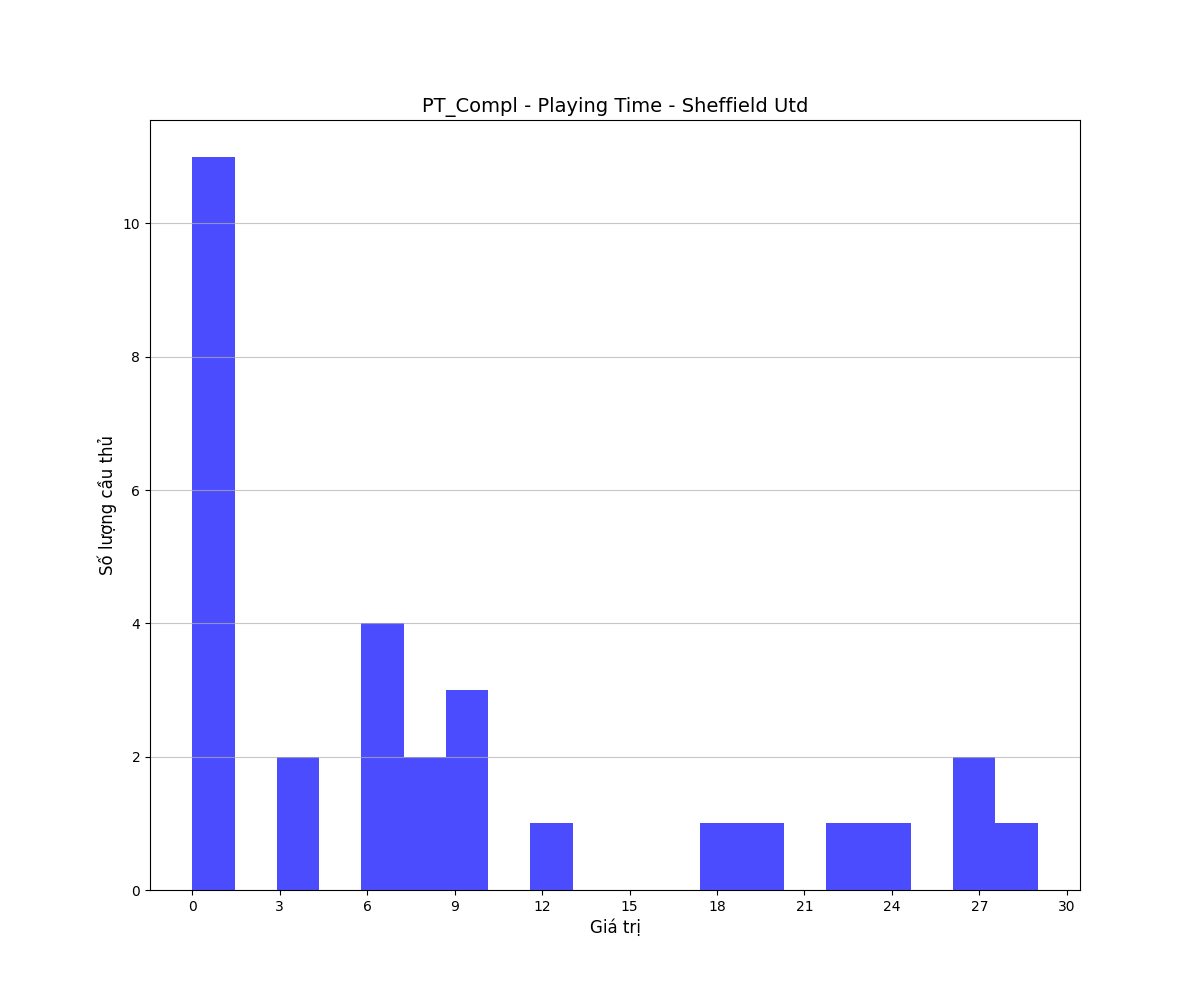 PT_Compl - Playing Time - Sheffield Utd
10
8
6
4
2
0
Số lượng cầu thủ
0 3 6 9 12 15 18 21 24 27 30
Giá trị